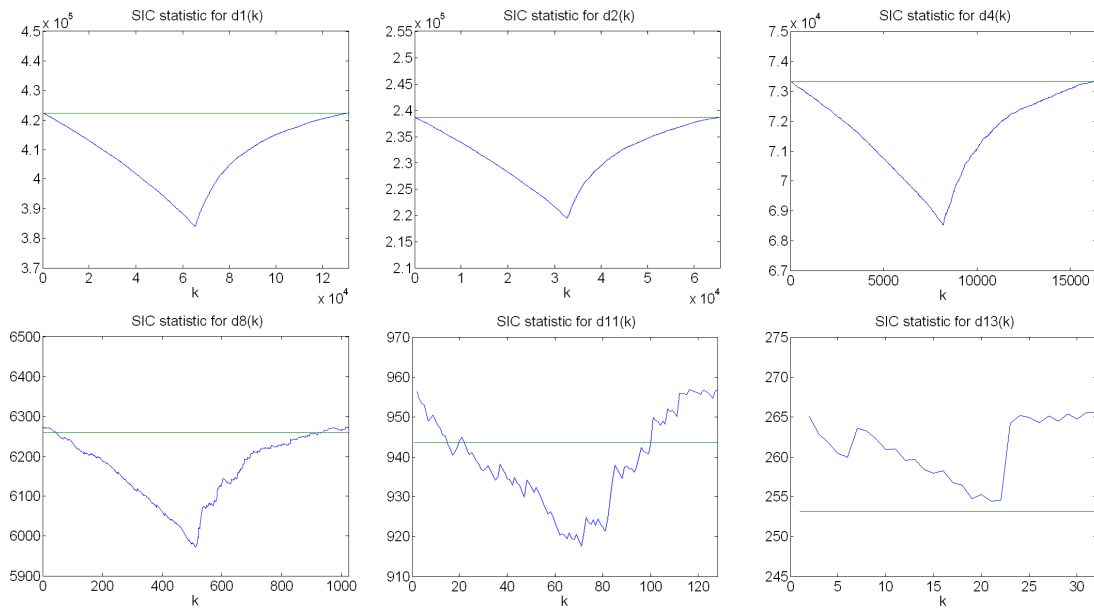 SIC statistic for d1(k)
x 10^5
4.5
4.4
4.3
4.2
4.1
4
3.9
3.8
3.7
0 2 4 6 8 10 12
k
x 10^4
SIC statistic for d2(k)
x 10^5
2.55
2.5
2.45
2.4
2.35
2.3
2.25
2.2
2.15
2.1
0 1 2 3 4 5 6
k
x 10^4
SIC statistic for d4(k)
x 10^4
7.5
7.4
7.3
7.2
7.1
7
6.9
6.8
6.7
0 5000 10000 15000
k
SIC statistic for d8(k)
6500
6400
6300
6200
6100
6000
5900
0 200 400 600 800 1000
k
SIC statistic for d11(k)
970
960
950
940
930
920
910
0 20 40 60 80 100 120
k
SIC statistic for d13(k)
275
270
265
260
255
250
245
0 5 10 15 20 25 30
k